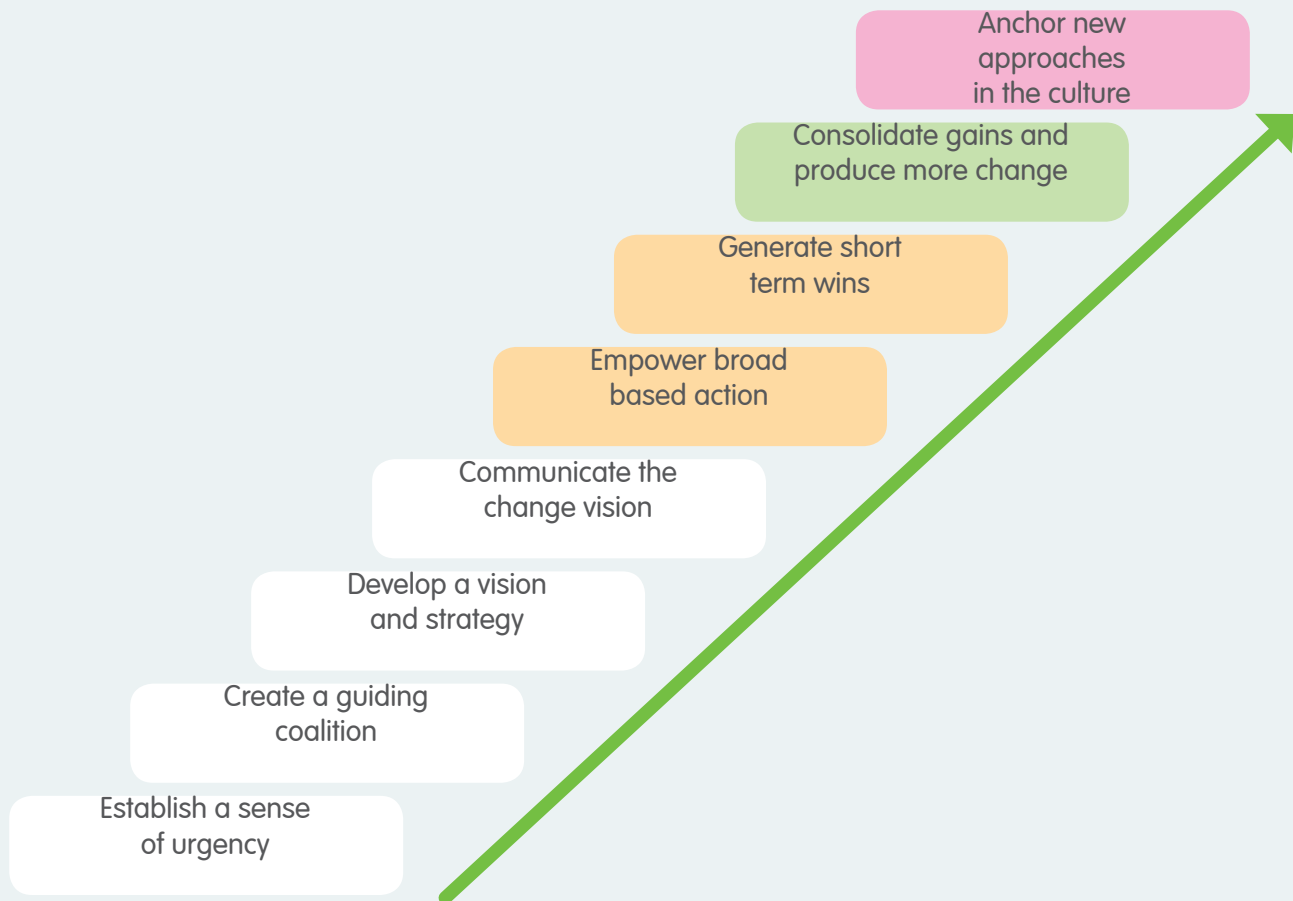 Anchor new
approaches
in the culture
Consolidate gains and
produce more change
Generate short
term wins
Empower broad
based action
Communicate the
change vision
Develop a vision
and strategy
Create a guiding
coalition
Establish a sense
of urgency